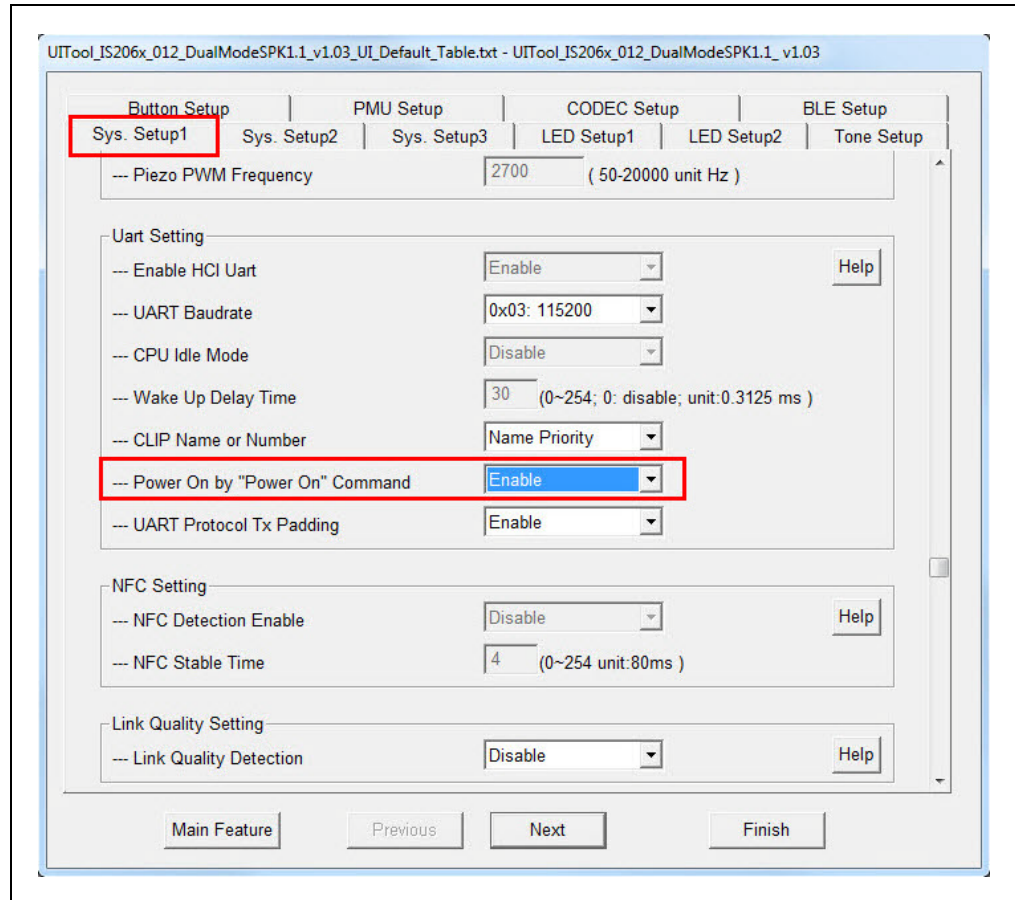 UITool_IS206x_012_DualModeSPK1.1_v1.03_UI_Default_Table.txt - UITool_IS206x_012_DualModeSPK1.1_ v1.03
Button Setup PMU Setup CODEC Setup BLE Setup
Sys. Setup1 Sys. Setup2 Sys. Setup3 LED Setup1 LED Setup2 Tone Setup
--- Piezo PWM Frequency 2700 ( 50-20000 unit Hz )
Uart Setting
--- Enable HCI Uart Enable Help
--- UART Baudrate 0x03: 115200
--- CPU Idle Mode Disable
--- Wake Up Delay Time 30 (0~254; 0: disable; unit:0.3125 ms )
--- CLIP Name or Number Name Priority
--- Power On by "Power On" Command Enable
--- UART Protocol Tx Padding Enable
NFC Setting
--- NFC Detection Enable Disable Help
--- NFC Stable Time 4 (0~254 unit:80ms )
Link Quality Setting
--- Link Quality Detection Disable Help
Main Feature Previous Next Finish